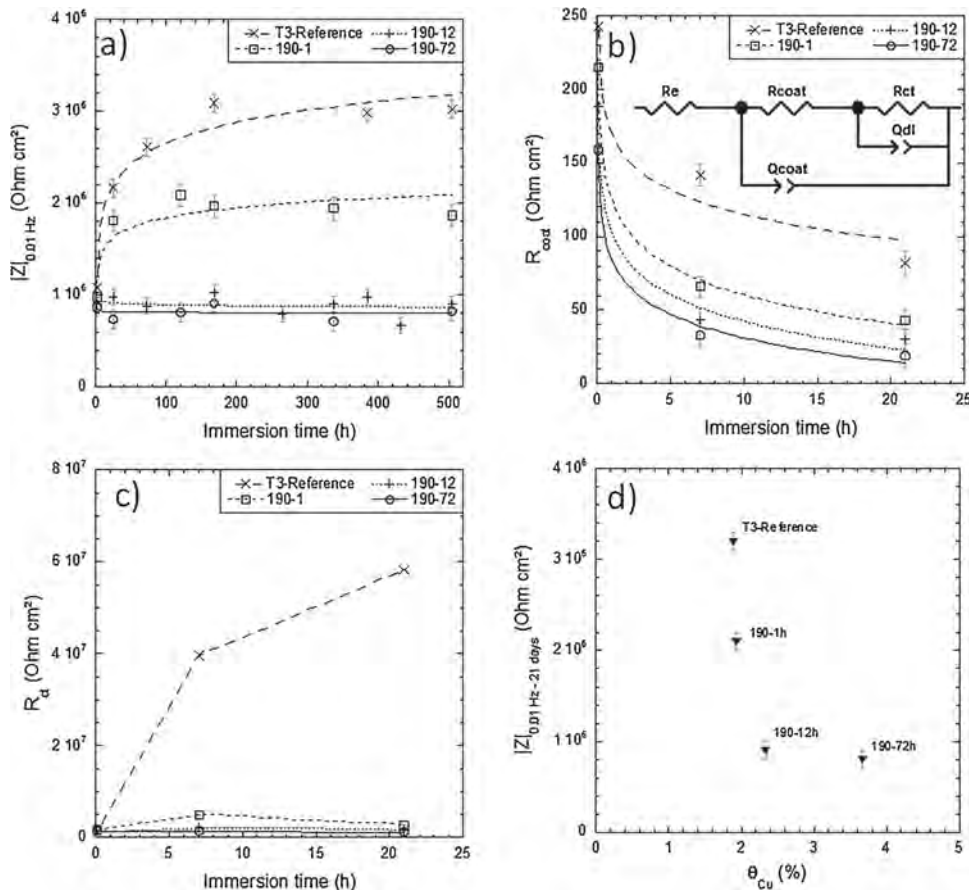 a)
T3-Reference 190-12
190-1 190-72
4 10⁶
3 10⁶
2 10⁶
1 10⁶
0
|Z|0.01 Hz (Ohm cm²)
0 100 200 300 400 500
Immersion time (h)
b)
T3-Reference 190-12
190-1 190-72
250
200
150
100
50
0
Rcoat (Ohm cm²)
Re Rcoat Rct
Qdl
Qcoat
0 5 10 15 20 25
Immersion time (h)
c)
T3-Reference 190-12
190-1 190-72
8 10⁷
6 10⁷
4 10⁷
2 10⁷
0
Rct (Ohm cm²)
0 5 10 15 20 25
Immersion time (h)
d)
4 10⁶
3 10⁶
2 10⁶
1 10⁶
0
|Z|0.01 Hz - 21 days (Ohm cm²)
T3-Reference
190-1h
190-12h
190-72h
0 1 2 3 4 5
θCu (%)